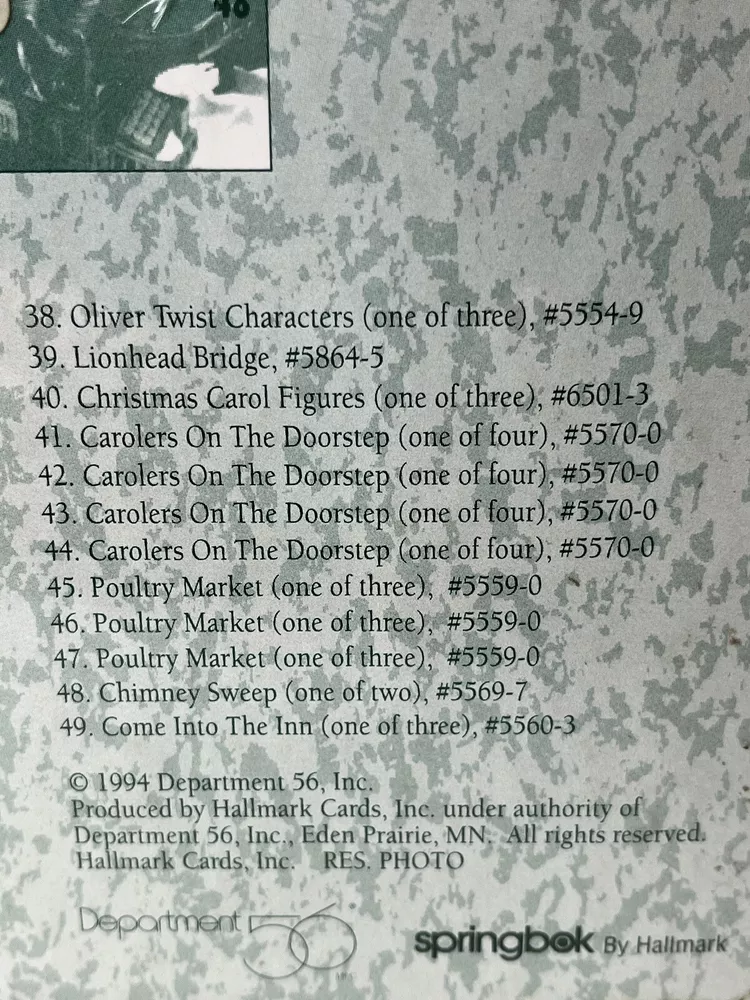 40
38. Oliver Twist Characters (one of three), #5554-9
39. Lionhead Bridge, #5864-5
40. Christmas Carol Figures (one of three), #6501-3
41. Carolers On The Doorstep (one of four), #5570-0
42. Carolers On The Doorstep (one of four), #5570-0
43. Carolers On The Doorstep (one of four), #5570-0
44. Carolers On The Doorstep (one of four), #5570-0
45. Poultry Market (one of three), #5559-0
46. Poultry Market (one of three), #5559-0
47. Poultry Market (one of three), #5559-0
48. Chimney Sweep (one of two), #5569-7
49. Come Into The Inn (one of three), #5560-3
© 1994 Department 56, Inc.
Produced by Hallmark Cards, Inc. under authority of
Department 56, Inc., Eden Prairie, MN. All rights reserved.
Hallmark Cards, Inc. RES. PHOTO
Department 56
springbok By Hallmark